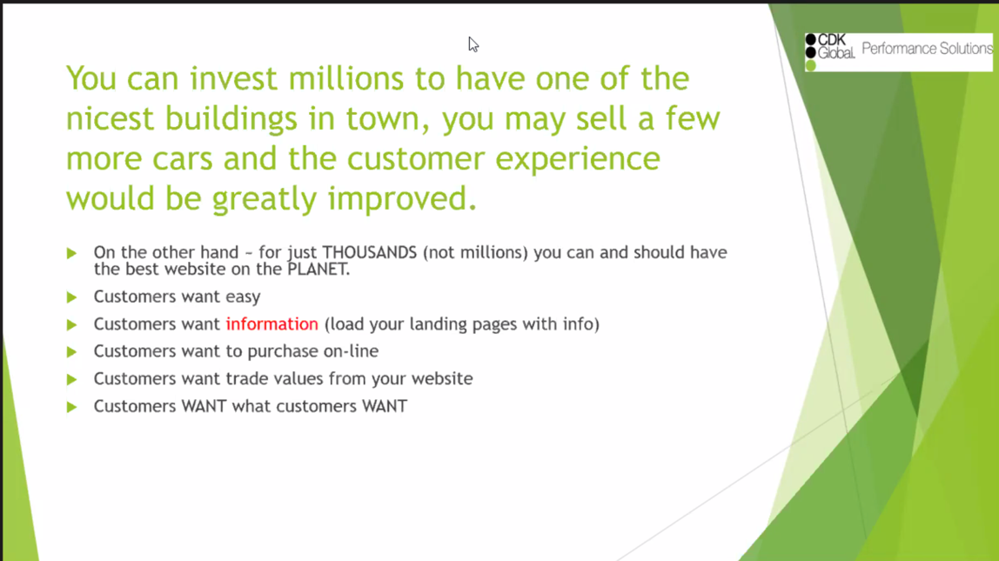 CDK
Global. Performance Solutions
You can invest millions to have one of the
nicest buildings in town, you may sell a few
more cars and the customer experience
would be greatly improved.
On the other hand – for just THOUSANDS (not millions) you can and should have
the best website on the PLANET.
Customers want easy
Customers want information (load your landing pages with info)
Customers want to purchase on-line
Customers want trade values from your website
Customers WANT what customers WANT